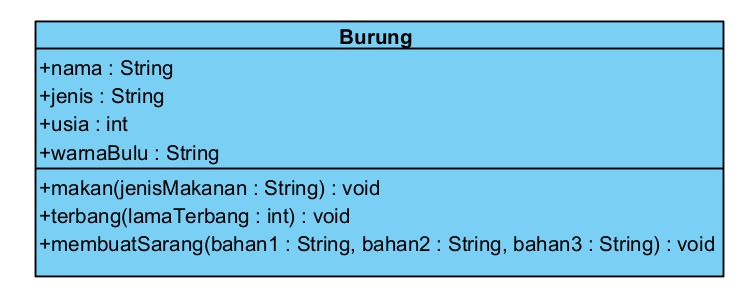 Burung
+nama : String
+jenis : String
+usia : int
+warnaBulu : String
+makan(jenisMakanan : String) : void
+terbang(lamaTerbang : int) : void
+membuatSarang(bahan1 : String, bahan2 : String, bahan3 : String) : void